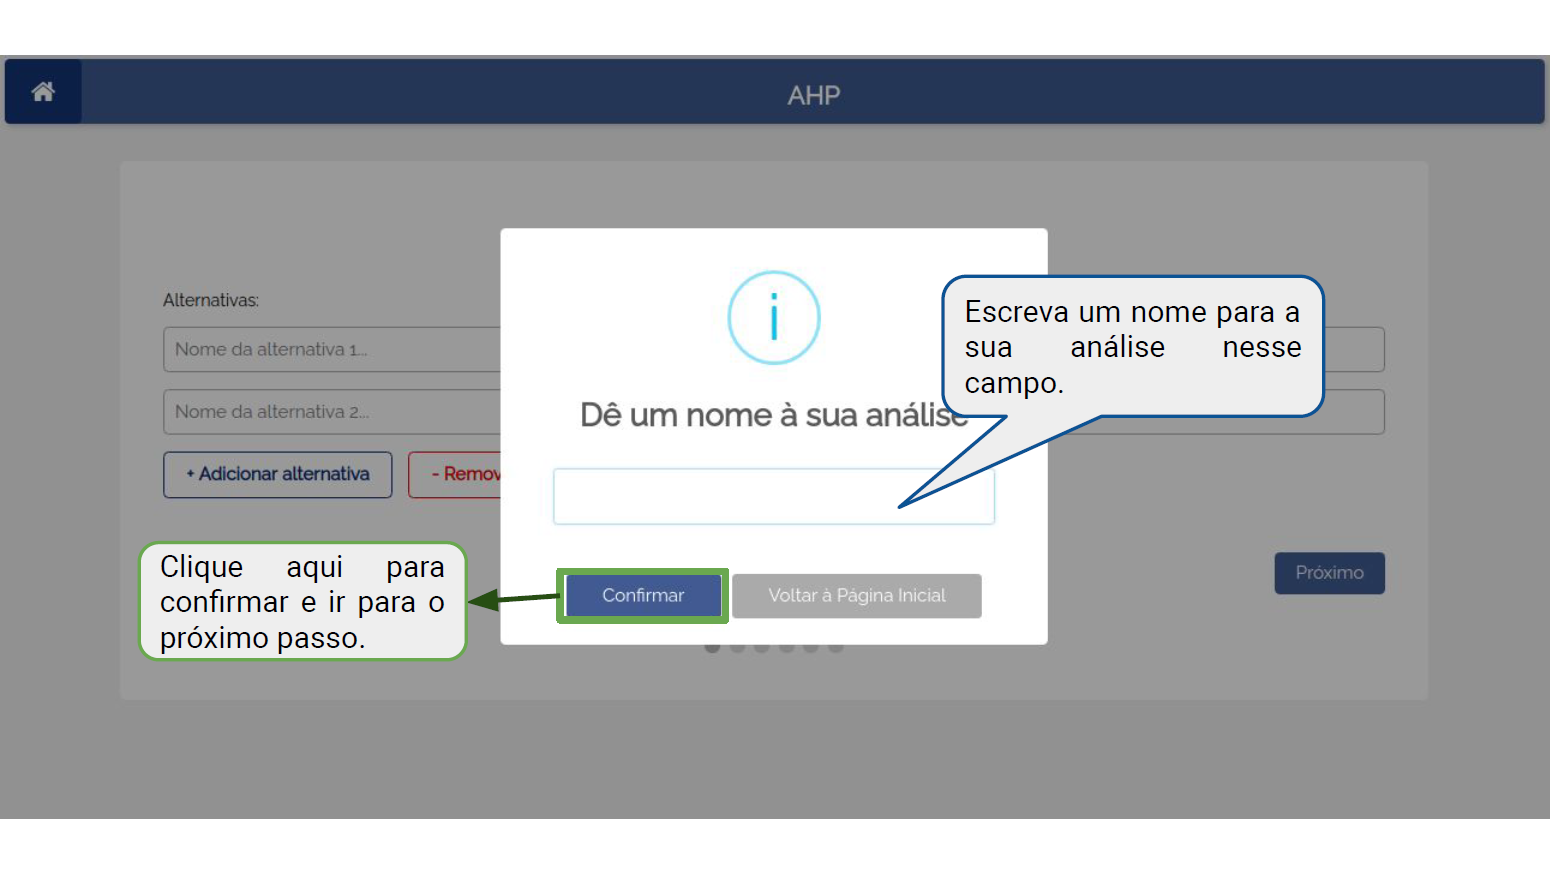 AHP
Alternativas:
Nome da alternativa 1...
Nome da alternativa 2...
+ Adicionar alternativa
- Remov
i
Dê um nome à sua análise
Escreva um nome para a
sua análise nesse
campo.
Clique aqui para
confirmar e ir para o
próximo passo.
Confirmar
Voltar à Página Inicial
Próximo